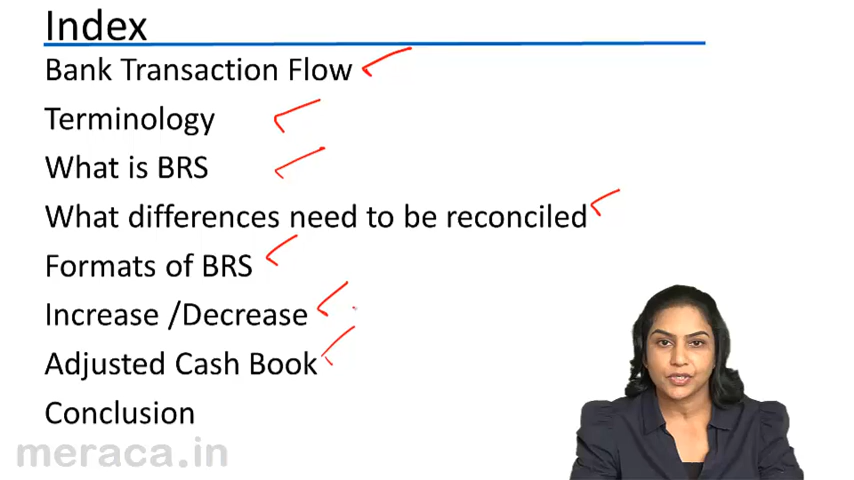 Index
Bank Transaction Flow
Terminology
What is BRS
What differences need to be reconciled
Formats of BRS
Increase /Decrease
Adjusted Cash Book
Conclusion
meraca.in